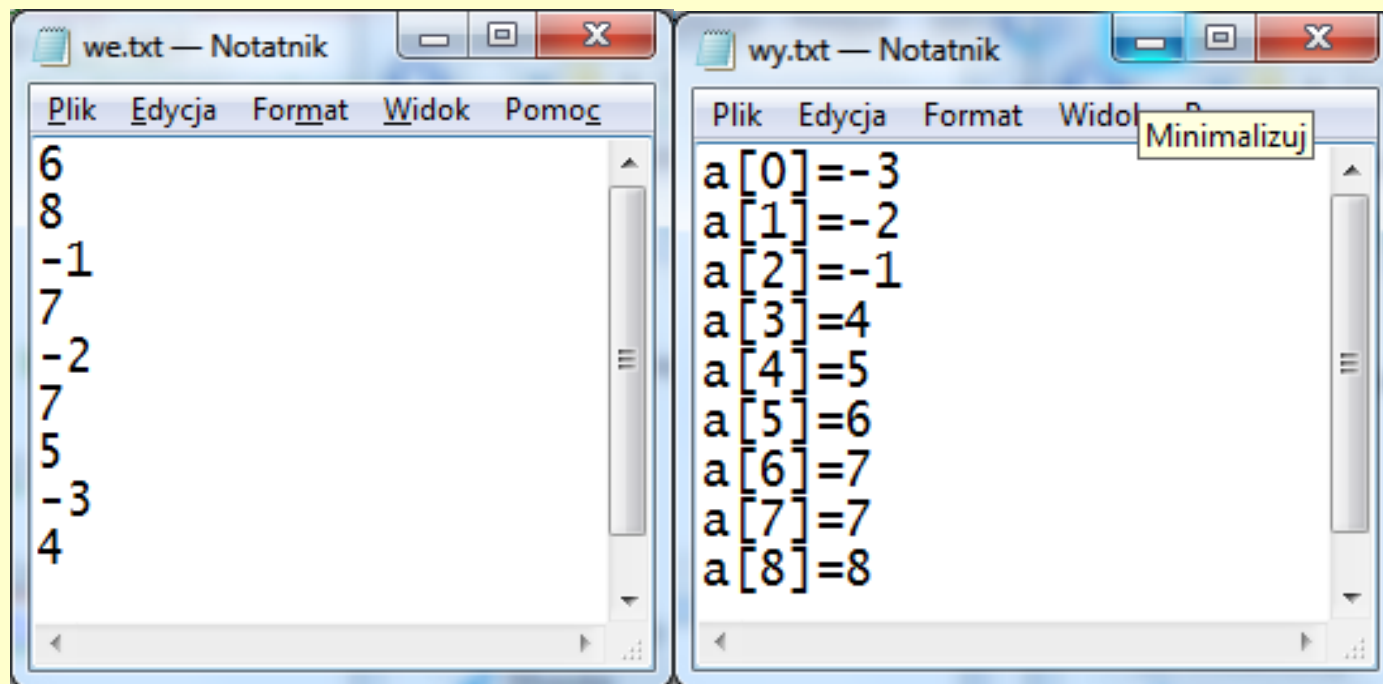 we.txt — Notatnik
Plik Edycja Format Widok Pomoc
6
8
-1
7
-2
7
5
-3
4
wy.txt — Notatnik
Plik Edycja Format
Minimalizuj
a[0]=-3
a[1]=-2
a[2]=-1
a[3]=4
a[4]=5
a[5]=6
a[6]=7
a[7]=7
a[8]=8